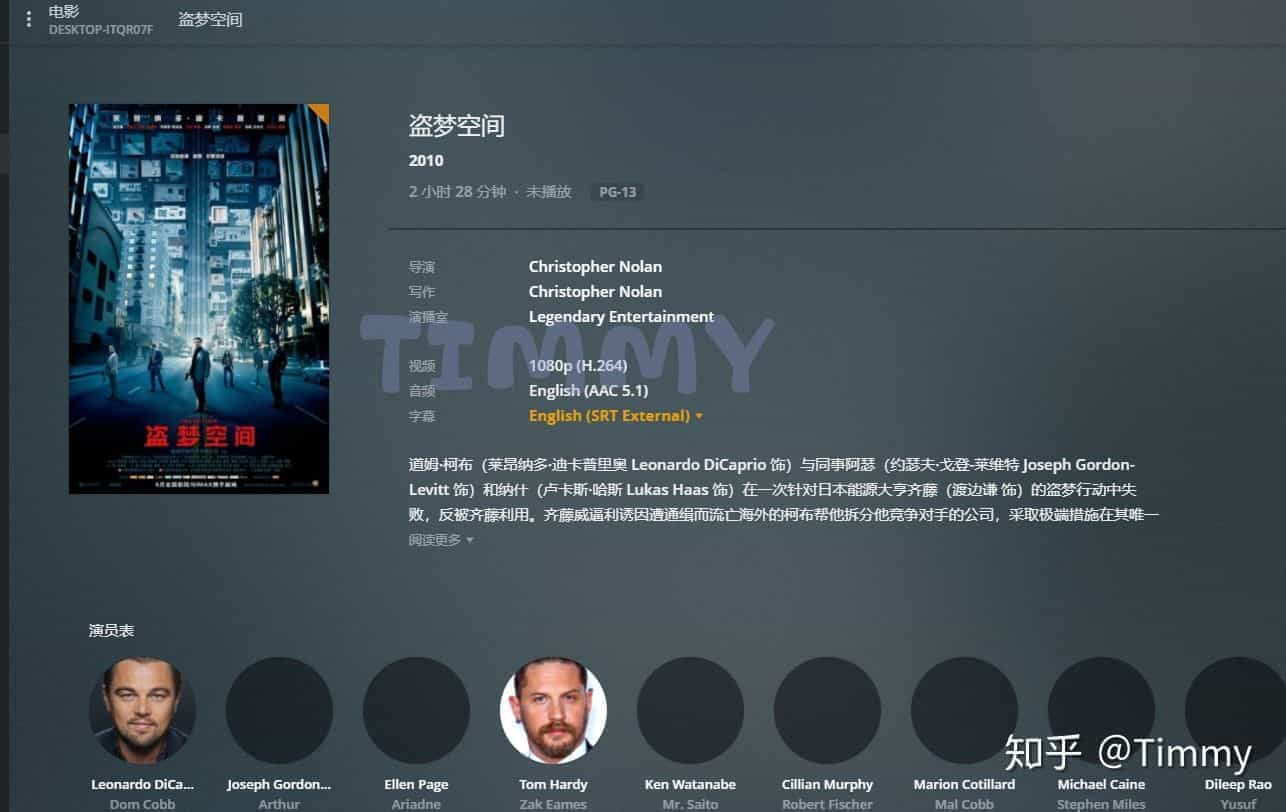 电影
DESKTOP-ITQR07F
盗梦空间
盗梦空间
盗梦空间
2010
2 小时 28 分钟 · 未播放 PG-13
导演 Christopher Nolan
写作 Christopher Nolan
演播室 Legendary Entertainment
TIMMY
视频 1080p (H.264)
音频 English (AAC 5.1)
字幕 English (SRT External)
道姆·柯布（莱昂纳多·迪卡普里奥 Leonardo DiCaprio 饰）与同事阿瑟（约瑟夫·戈登-莱维特 Joseph Gordon-
Levitt 饰）和纳什（卢卡斯·哈斯 Lukas Haas 饰）在一次针对日本能源大亨齐藤（渡边谦 饰）的盗梦行动中失
败，反被齐藤利用。齐藤威逼利诱因遭通缉而流亡海外的柯布帮他拆分他竞争对手的公司，采取极端措施在其唯一
阅读更多
演员表
Leonardo DiCa... Joseph Gordon... Ellen Page Tom Hardy Ken Watanabe Cillian Murphy Marion Cotillard Michael Caine Dileep Rao
Dom Cobb Arthur Ariadne Zak Eames Mr. Saito Robert Fischer Mal Cobb Stephen Miles Yusuf
知乎 @Timmy